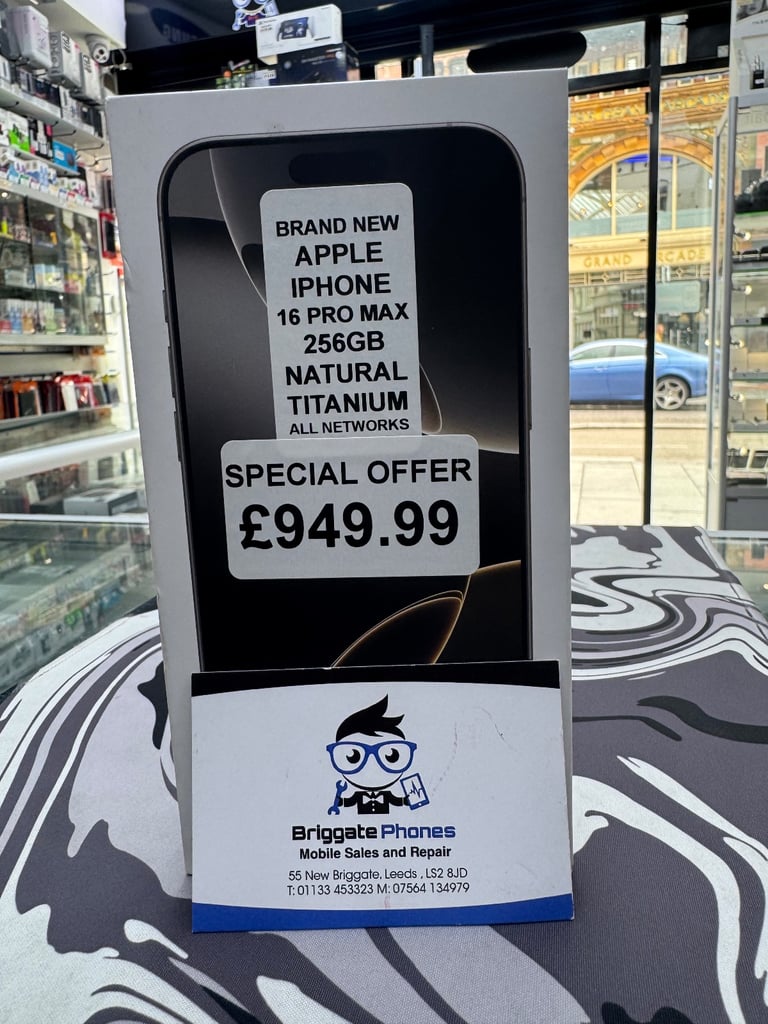 GRAND ARCADE
BRAND NEW
APPLE
IPHONE
16 PRO MAX
256GB
NATURAL
TITANIUM
ALL NETWORKS
SPECIAL OFFER
£949.99
Briggate Phones
Mobile Sales and Repair
55 New Briggate, Leeds , LS2 8JD
T: 01133 453323 M: 07564 134979